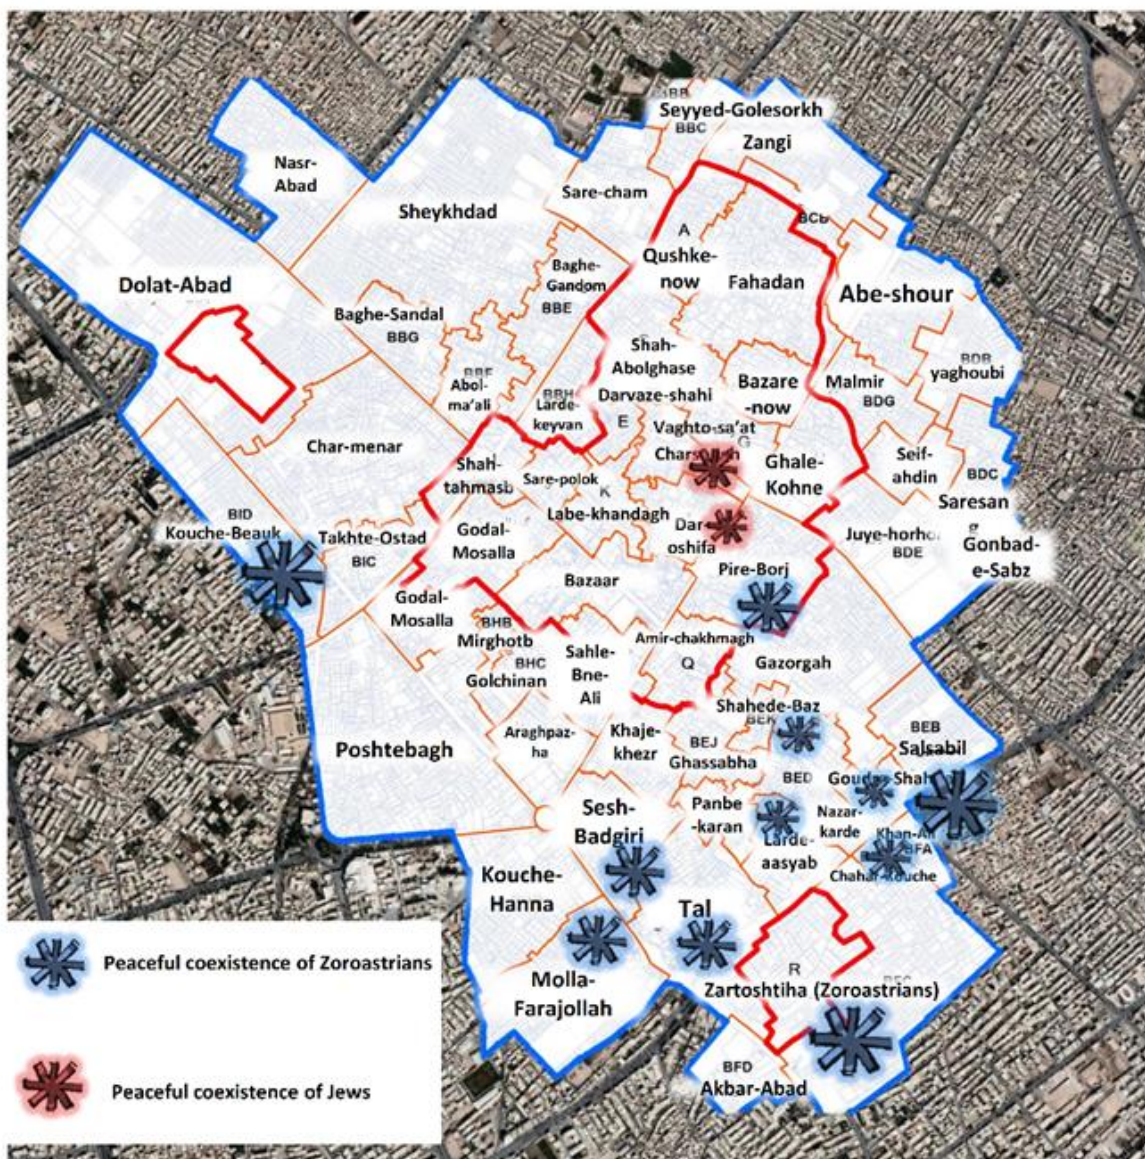 BB
Seyyed-Golesorkh
BBC
Zangi
Nasr-
Abad
Sare-cham
Sheykhdad
BCB
A
Qushke-
now
Fahadan
Baghe-
Gandom
BBE
Dolat-Abad
Abe-shour
Baghe-Sandal
BBG
Shah-
Abolghase
BDB
yaghoubi
BBF
Abol-
ma'ali
BBH
Larde-
keyvan
Darvaze-shahi
E
Bazare
-now
Malmir
BDG
Vaghto-sa'at
G
Char-menar
Shah-
tahmasb
Sare-polok
K
Labe-khandagh
Ghale-
Kohne
Seif-
ahdin
BDC
Saresan
g
Gonbad-
e-Sabz
BID
Kouche-Beauk
Takhte-Ostad
BIC
Godal-
Mosalla
Dar-
oshifa
Juye-horho
BDE
Bazaar
Pire-Borj
Godal-
Mosalla
BHB
Mirghotb
Amir-chakhmagh
Q
BHC
Golchinan
Sahle-
Bne-
Ali
Gazorgah
Shahede-Baz
Poshtebagh
Araghpaz-
ha
Khaje-
khezr
BEJ
Ghassabha
BEB
Salsabil
BED
Shah
Sesh-
Badgiri
Panbe
-karan
Nazar-
karde
Larde-
aasyab
BFA
Kouche-
Hanna
Tal
Molla-
Farajollah
R
Zartoshtiha (Zoroastrians)
BFD
Akbar-Abad
Peaceful coexistence of Zoroastrians
Peaceful coexistence of Jews